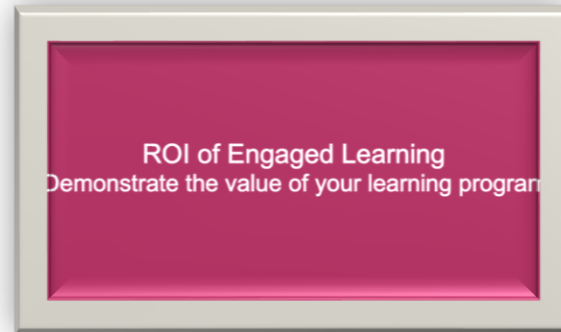 ROI of Engaged Learning
Demonstrate the value of your learning program